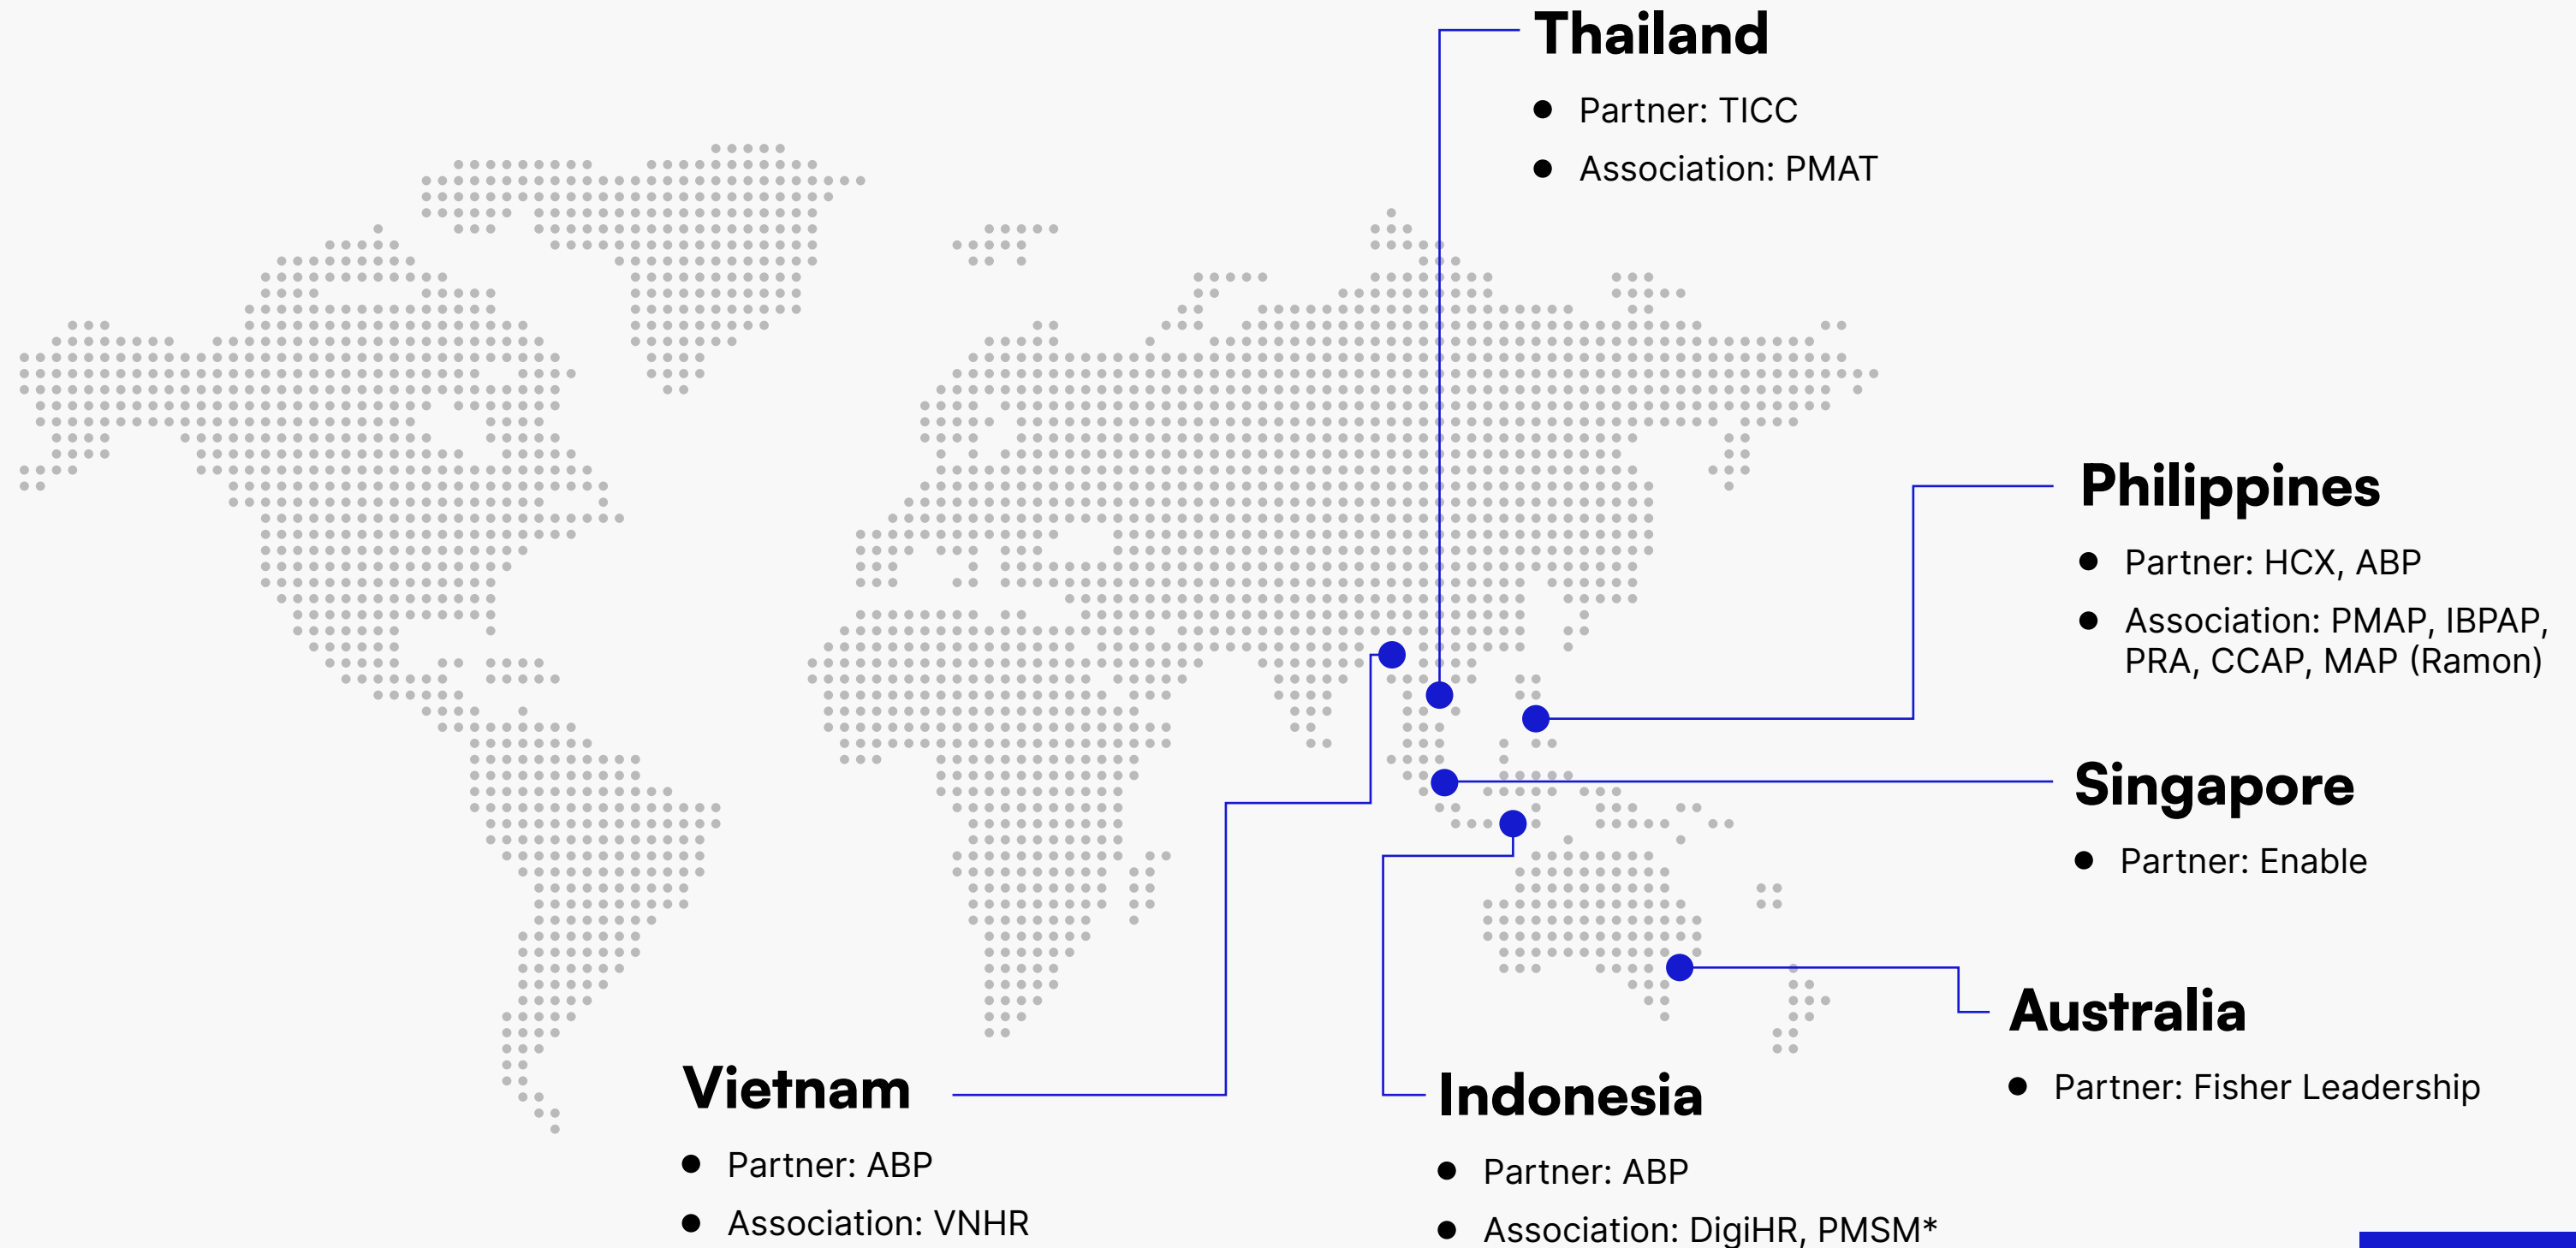 Thailand
Partner: TICC
Association: PMAT
Philippines
Partner: HCX, ABP
Association: PMAP, IBPAP,
PRA, CCAP, MAP (Ramon)
Singapore
Partner: Enable
Australia
Partner: Fisher Leadership
Vietnam
Partner: ABP
Association: VNHR
Indonesia
Partner: ABP
Association: DigiHR, PMSM*